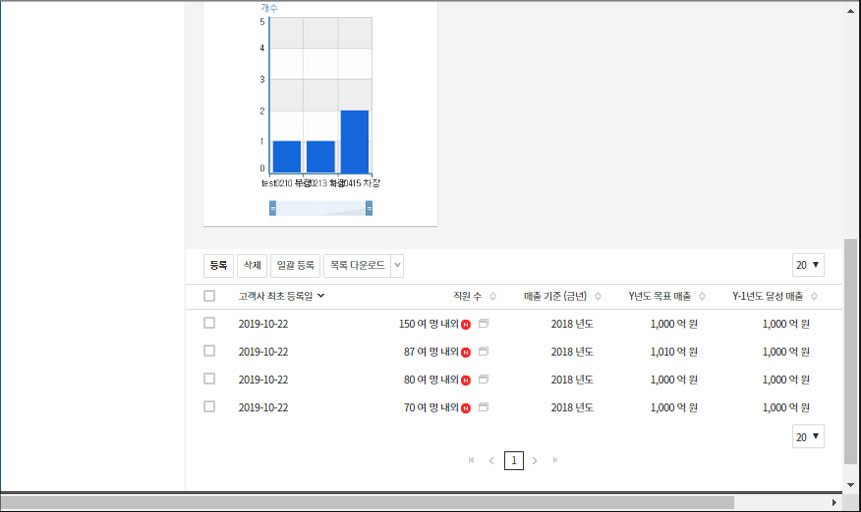 개수
5
4
3
2
1
0
test0210
차장
등록 삭제 일괄 등록 목록 다운로드 20
고객사 최초 등록일 직원 수 매출 기준 (금년) Y년도 목표 매출 Y-1년도 달성 매출
2019-10-22 150 여 명 내외 N 2018 년도 1,000 억 원 1,000 억 원
2019-10-22 87 여 명 내외 N 2018 년도 1,010 억 원 1,000 억 원
2019-10-22 80 여 명 내외 N 2018 년도 1,000 억 원 1,000 억 원
2019-10-22 70 여 명 내외 N 2018 년도 1,000 억 원 1,000 억 원
20
1